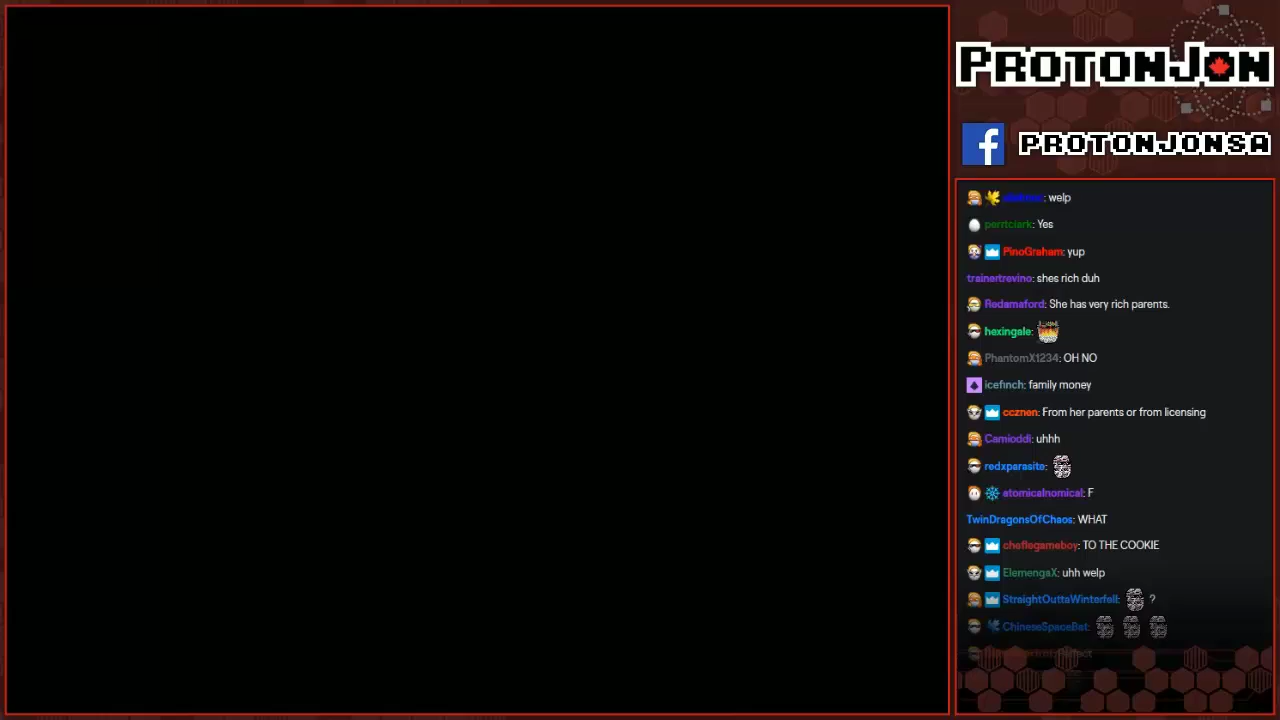 PROTONJON
PROTONJONSA
: welp
perrtclark: Yes
PinoGraham: yup
trainertrevino: shes rich duh
Redamaford: She has very rich parents.
hexingale:
PhantomX1234: OH NO
icefinch: family money
ccznen: From her parents or from licensing
Camioddi: uhhh
redxparasite:
atomicalnomical: F
TwinDragonsOfChaos: WHAT
cheflegameboy: TO THE COOKIE
ElemengaX: uhh welp
StraightOuttaWinterfell: ?
ChineseSpaceBat: